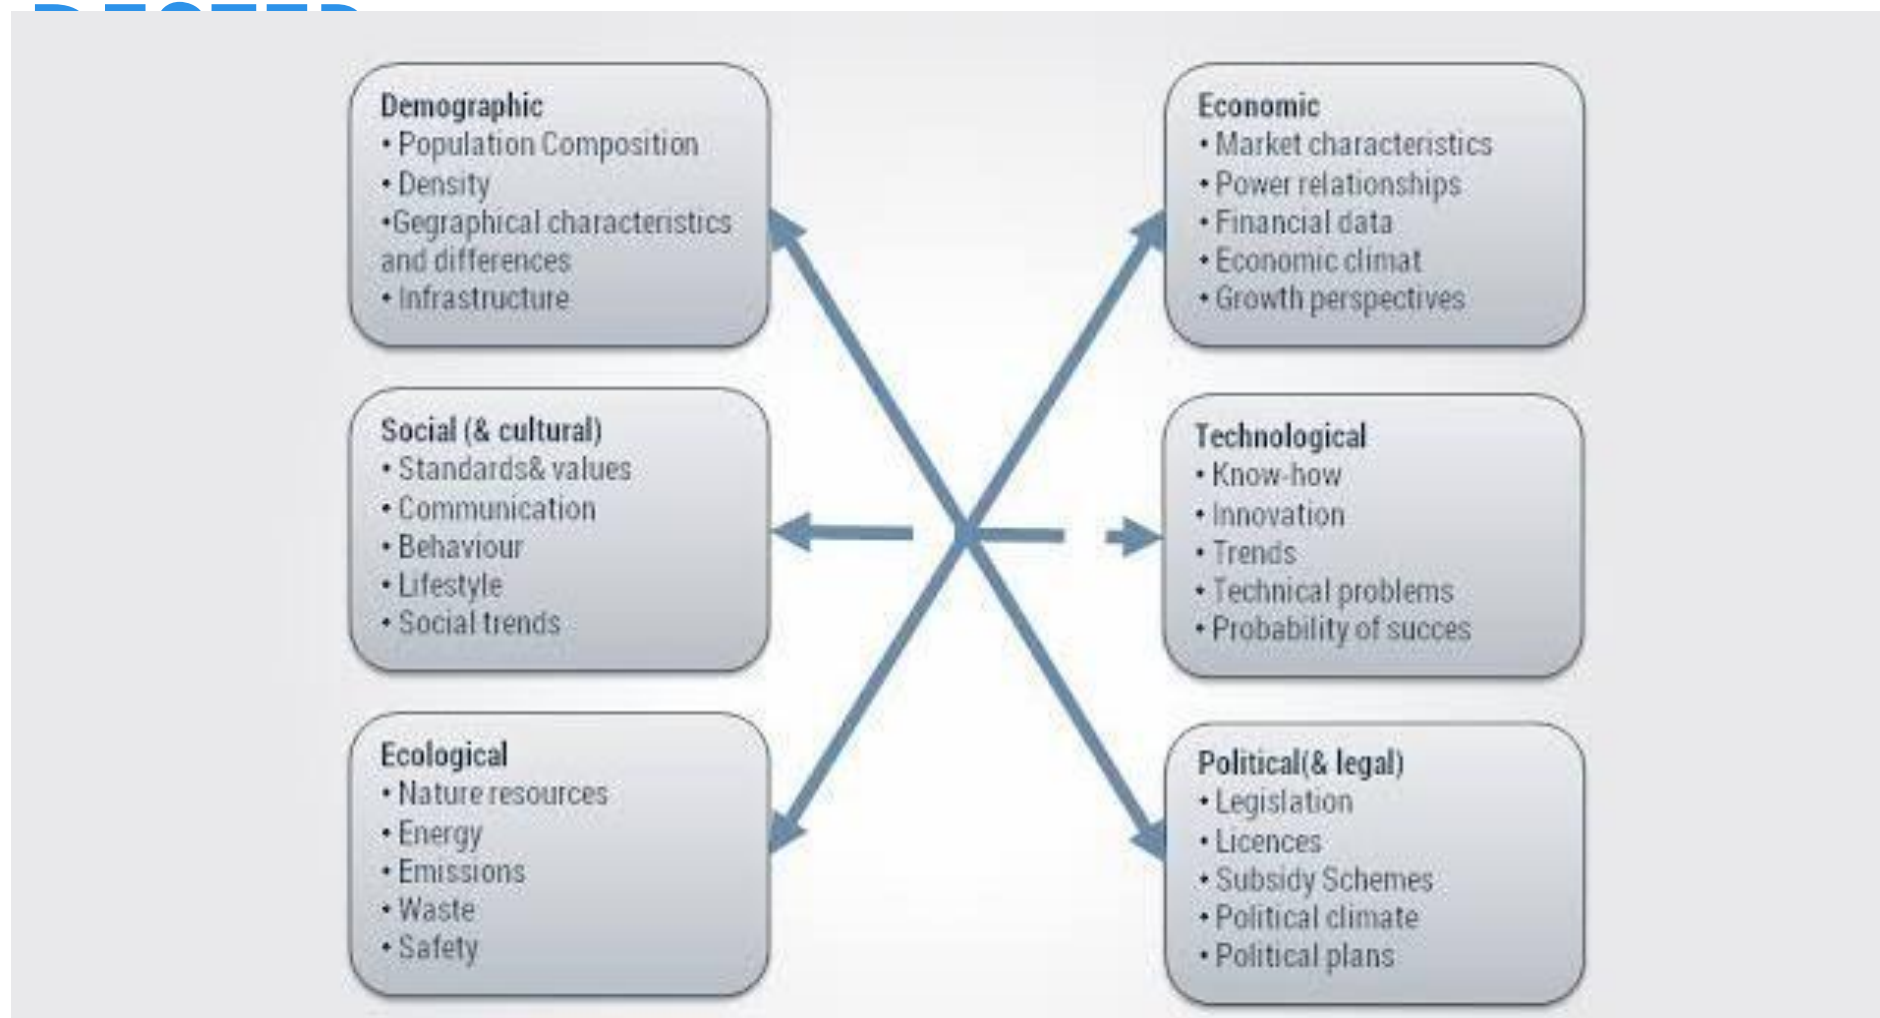 Demographic
• Population Composition
• Density
•Gegraphical characteristics
and differences
• Infrastructure
Economic
• Market characteristics
• Power relationships
• Financial data
• Economic climat
• Growth perspectives
Social (& cultural)
• Standards& values
• Communication
• Behaviour
• Lifestyle
• Social trends
Technological
• Know-how
• Innovation
• Trends
• Technical problems
• Probability of succes
Ecological
• Nature resources
• Energy
• Emissions
• Waste
• Safety
Political(& legal)
• Legislation
• Licences
• Subsidy Schemes
• Political climate
• Political plans